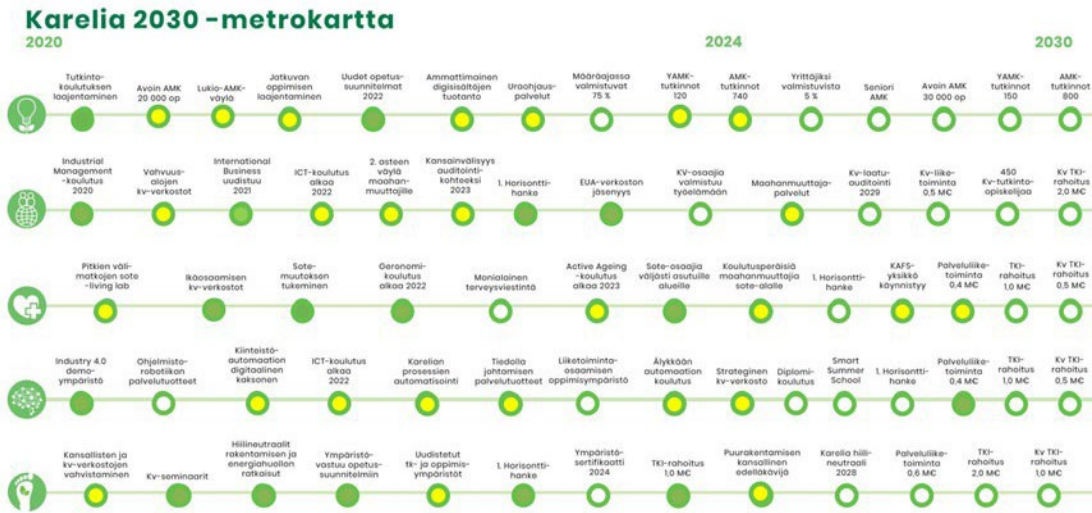 Karelia 2030 -metrokartta
2020
2024
2030
Tutkinto-
koulutuksen
laajentaminen
Avoin AMK
20 000 op
Lukio-AMK-
väylä
Jatkuvan
oppimisen
laajentaminen
Uudet opetus-
suunnitelmat
2022
Ammattimainen
digisisältöjen
tuotanto
Uraohjaus-
palvelut
Määräajassa
valmistuvat
75 %
YAMK-
tutkinnot
120
AMK-
tutkinnot
740
Yrittäjiksi
valmistuvista
5 %
Seniori
AMK
Avoin AMK
30 000 op
YAMK-
tutkinnot
150
AMK-
tutkinnot
800
Industrial
Management
-koulutus
2020
Vahvuus-
alojen
kv-verkostot
International
Business
uudistuu
2021
ICT-koulutus
alkaa
2022
2. asteen
väylä
maahan-
muuttajille
Kansainvälisyys
auditointi-
kohteeksi
2023
1. Horisontti-
hanke
EUA-verkoston
jäsenyys
KV-osaajia
valmistuu
työelämään
Maahanmuuttaja-
palvelut
Kv-laatu-
auditointi
2029
Kv-liike-
toiminta
0,5 M€
450
Kv-tutkinto-
opiskelijaa
Kv TKI-
rahoitus
2,0 M€
Pitkien väli-
matkojen sote
-living lab
Ikäosaamisen
kv-verkostot
Sote-
muutoksen
tukeminen
Geronomi-
koulutus
alkaa 2022
Monialainen
terveysviestintä
Active Ageing
-koulutus
alkaa 2023
Sote-osaajia
väljästi asutuille
alueille
Koulutusperäisiä
maahanmuuttajia
sote-alalle
1. Horisontti-
hanke
KAFS-
yksikkö
käynnistyy
Palveluliike-
toiminta
0,4 M€
TKI-
rahoitus
1,0 M€
Kv TKI-
rahoitus
0,5 M€
Industry 4.0
demo-
ympäristö
Ohjelmisto-
robotiikan
palvelutuotteet
Kiinteistö-
automaation
digitaalinen
kaksonen
ICT-koulutus
alkaa
2022
Karelian
prosessien
automatisointi
Tiedolla
johtamisen
palvelutuotteet
Liiketoiminta-
osaamisen
oppimisympäristö
Älykkään
automaation
koulutus
Strateginen
kv-verkosto
Diplomi-
koulutus
Smart
Summer
School
1. Horisontti-
hanke
Palveluliike-
toiminta
0,4 M€
TKI-
rahoitus
1,0 M€
Kv TKI-
rahoitus
0,5 M€
Kansallisten ja
kv-verkostojen
vahvistaminen
Kv-seminaarit
Hiilineutraalit
rakentamisen ja
energiahuollon
ratkaisut
Ympäristö-
vastuu opetus-
suunnitelmiin
Uudistetut
tk- ja oppimis-
ympäristöt
1. Horisontti-
hanke
Ympäristö-
sertifikaatti
2024
TKI-rahoitus
1,0 M€
Puurakentamisen
kansallinen
edelläkävijä
Karelia hiili-
neutraali
2028
Palveluliike-
toiminta
0,6 M€
TKI-
rahoitus
2,0 M€
Kv TKI-
rahoitus
1,0 M€